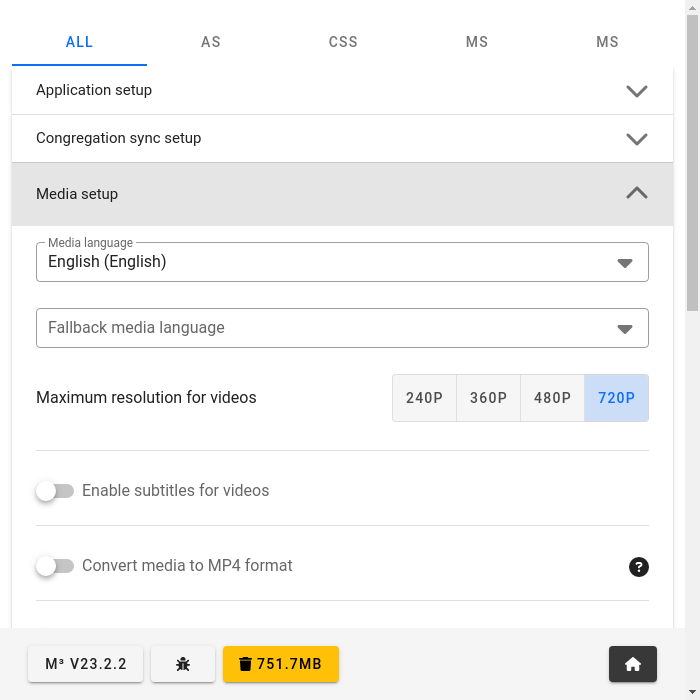 ALL AS CSS MS MS
Application setup
Congregation sync setup
Media setup
Media language
English (English)
Fallback media language
Maximum resolution for videos 240P 360P 480P 720P
Enable subtitles for videos
Convert media to MP4 format ?
M³ V23.2.2 751.7MB